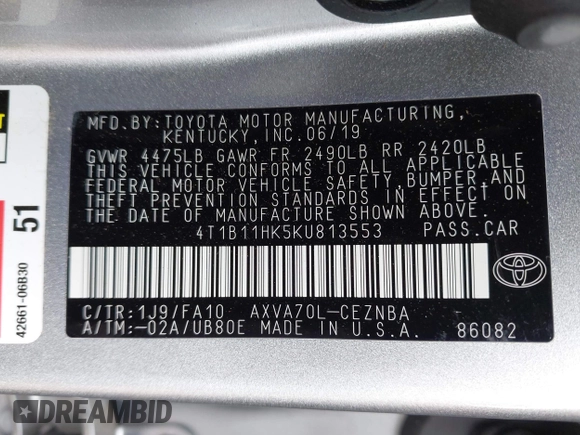 MFD.BY:TOYOTA MOTOR MANUFACTURING,
KENTUCKY,INC.06/19
GVWR 4475LB GAWR FR 2490LB RR 2420LB
THIS VEHICLE CONFORMS TO ALL APPLICABLE
FEDERAL MOTOR VEHICLE SAFETY,BUMPER,AND
THEFT PREVENTION STANDARDS IN EFFECT ON
THE DATE OF MANUFACTURE SHOWN ABOVE.
4T1B11HK5KU813553 PASS.CAR
C/TR:1J9/FA10 AXVA70L-CEZNBA
A/TM:-02A/UB80E MADE IN U.S.A. 86082
51
42661-06B30
DREAMBID